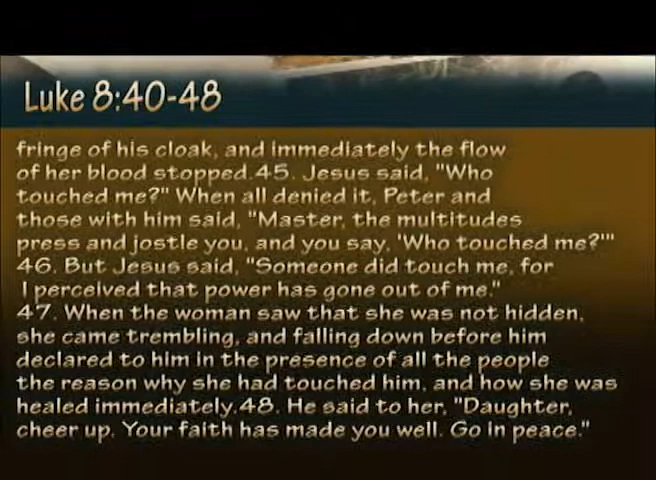 Luke 8:40-48
fringe of his cloak, and immediately the flow
of her blood stopped.45. Jesus said, "Who
touched me?" When all denied it, Peter and
those with him said, "Master, the multitudes
press and jostle you, and you say, 'Who touched me?'"
46. But Jesus said, "Someone did touch me, for
I perceived that power has gone out of me."
47. When the woman saw that she was not hidden,
she came trembling, and falling down before him
declared to him in the presence of all the people
the reason why she had touched him, and how she was
healed immediately.48. He said to her, "Daughter,
cheer up. Your faith has made you well. Go in peace."